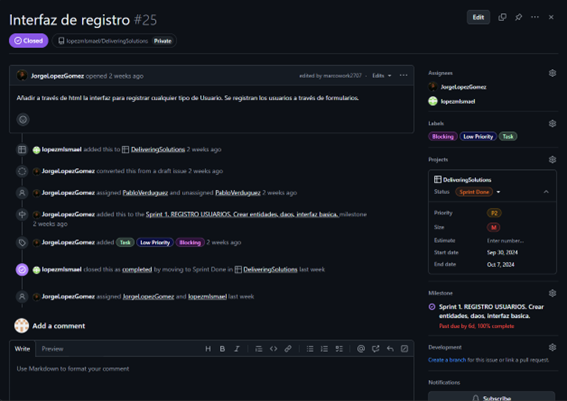 Interfaz de registro #25
Edit
Closed
lopezmIsmael/DeliveringSolutions
Private
JorgeLopezGomez opened 2 weeks ago
edited by marcowork2707
Edits
Añadir a través de html la interfaz para registrar cualquier tipo de Usuario. Se registran los usuarios a través de formularios.
lopezmIsmael added this to DeliveringSolutions 2 weeks ago
JorgeLopezGomez converted this from a draft issue 2 weeks ago
JorgeLopezGomez assigned PabloVerduguez and unassigned PabloVerduguez 2 weeks ago
JorgeLopezGomez added this to the Sprint 1. REGISTRO USUARIOS. Crear entidades, daos, interfaz basica. milestone
2 weeks ago
JorgeLopezGomez added Task Low Priority Blocking 2 weeks ago
lopezmIsmael closed this as completed by moving to Sprint Done in DeliveringSolutions last week
JorgeLopezGomez assigned JorgeLopezGomez and lopezmIsmael last week
Add a comment
Write
Preview
H B I
Use Markdown to format your comment
Assignees
JorgeLopezGomez
lopezmIsmael
Labels
Blocking Low Priority Task
Projects
DeliveringSolutions
Status Sprint Done
Priority P2
Size M
Estimate Enter number...
Start date Sep 30, 2024
End date Oct 7, 2024
Milestone
Sprint 1. REGISTRO USUARIOS. Crear
entidades, daos, interfaz basica.
Past due by 6d, 100% complete
Development
Create a branch for this issue or link a pull request.
Notifications
Subscribe